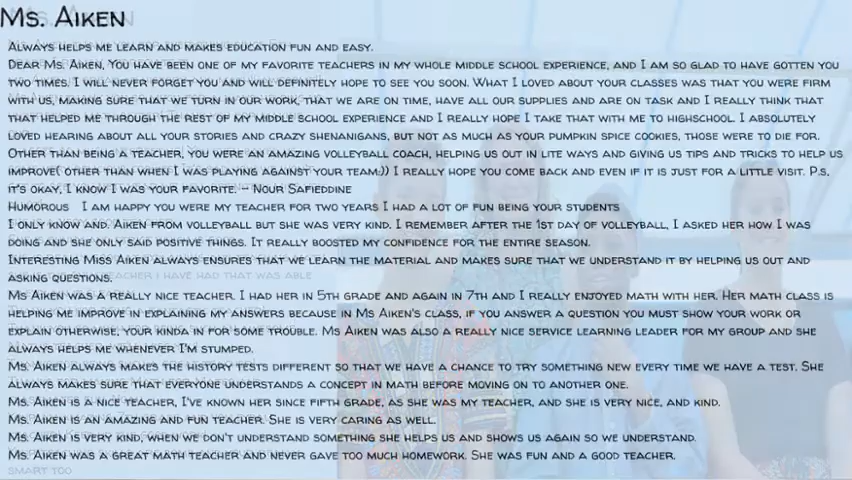 Ms. Aiken
Always helps me learn and makes education fun and easy.
Dear Ms. Aiken, You have been one of my favorite teachers in my whole middle school experience, and I am so glad to have gotten you
two times. I will never forget you and will definitely hope to see you soon. What I loved about your classes was that you were firm
with us, making sure that we turn in our work, that we are on time, have all our supplies and are on task and I really think that
that helped me through the rest of my middle school experience and I really hope I take that with me to highschool. I absolutely
loved hearing about all your stories and crazy shenanigans, but not as much as your pumpkin spice cookies, those were to die for.
Other than being a teacher, you were an amazing volleyball coach, helping us out in lite ways and giving us tips and tricks to help us
improve( other than when I was playing against your team:)) I really hope you come back and even if it is just for a little visit. P.s.
it's okay, I know I was your favorite. - Nour Safieddine
Humorous I am happy you were my teacher for two years I had a lot of fun being your students
I only know and. Aiken from volleyball but she was very kind. I remember after the 1st day of volleyball, I asked her how I was
doing and she only said positive things. It really boosted my confidence for the entire season.
Interesting Miss Aiken always ensures that we learn the material and makes sure that we understand it by helping us out and
asking questions.
Ms Aiken was a really nice teacher. I had her in 5th grade and again in 7th and I really enjoyed math with her. Her math class is
helping me improve in explaining my answers because in Ms Aiken's class, if you answer a question you must show your work or
explain otherwise, your kinda in for some trouble. Ms Aiken was also a really nice service learning leader for my group and she
always helps me whenever I'm stumped.
Ms. Aiken always makes the history tests different so that we have a chance to try something new every time we have a test. She
always makes sure that everyone understands a concept in math before moving on to another one.
Ms. Aiken is a nice teacher, I've known her since fifth grade, as she was my teacher, and she is very nice, and kind.
Ms. Aiken is an amazing and fun teacher. She is very caring as well.
Ms. Aiken is very kind, when we don't understand something she helps us and shows us again so we understand.
Ms. Aiken was a great math teacher and never gave too much homework. She was fun and a good teacher.
smart too